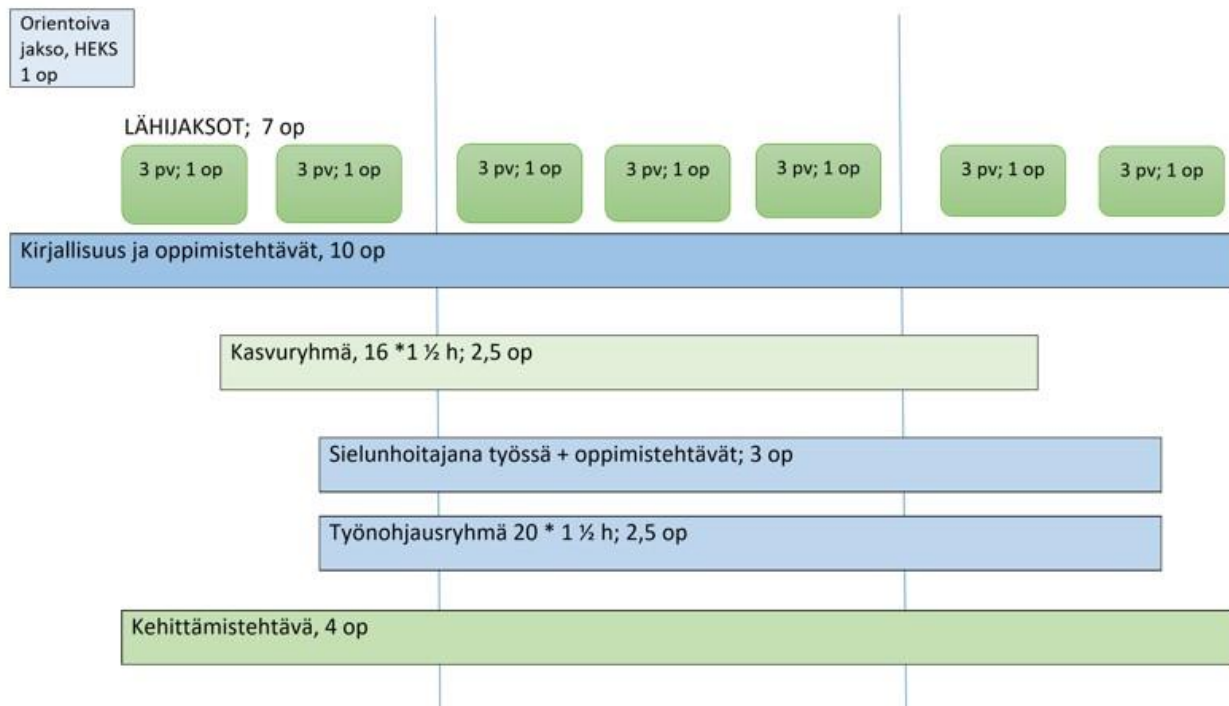 Orientoiva
jakso, HEKS
1 op
LÄHIJAKSOT; 7 op
3 pv; 1 op
3 pv; 1 op
3 pv; 1 op
3 pv; 1 op
3 pv; 1 op
3 pv; 1 op
3 pv; 1 op
Kirjallisuus ja oppimistehtävät, 10 op
Kasvuryhmä, 16 *1 ½ h; 2,5 op
Sielunhoitajana työssä + oppimistehtävät; 3 op
Työnohjausryhmä 20 * 1 ½ h; 2,5 op
Kehittämistehtävä, 4 op